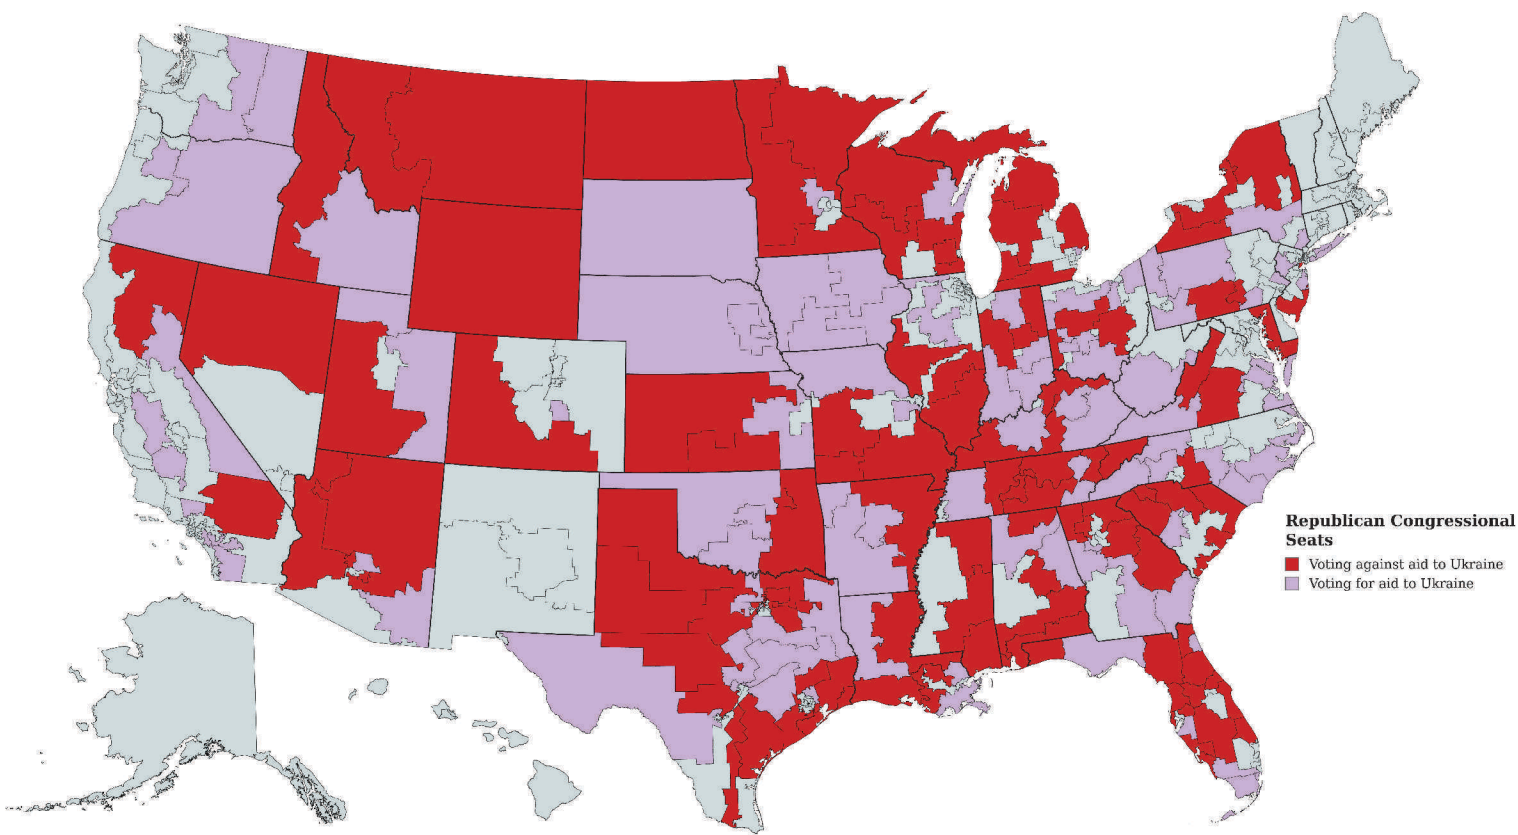 Republican Congressional
Seats
Voting against aid to Ukraine
Voting for aid to Ukraine